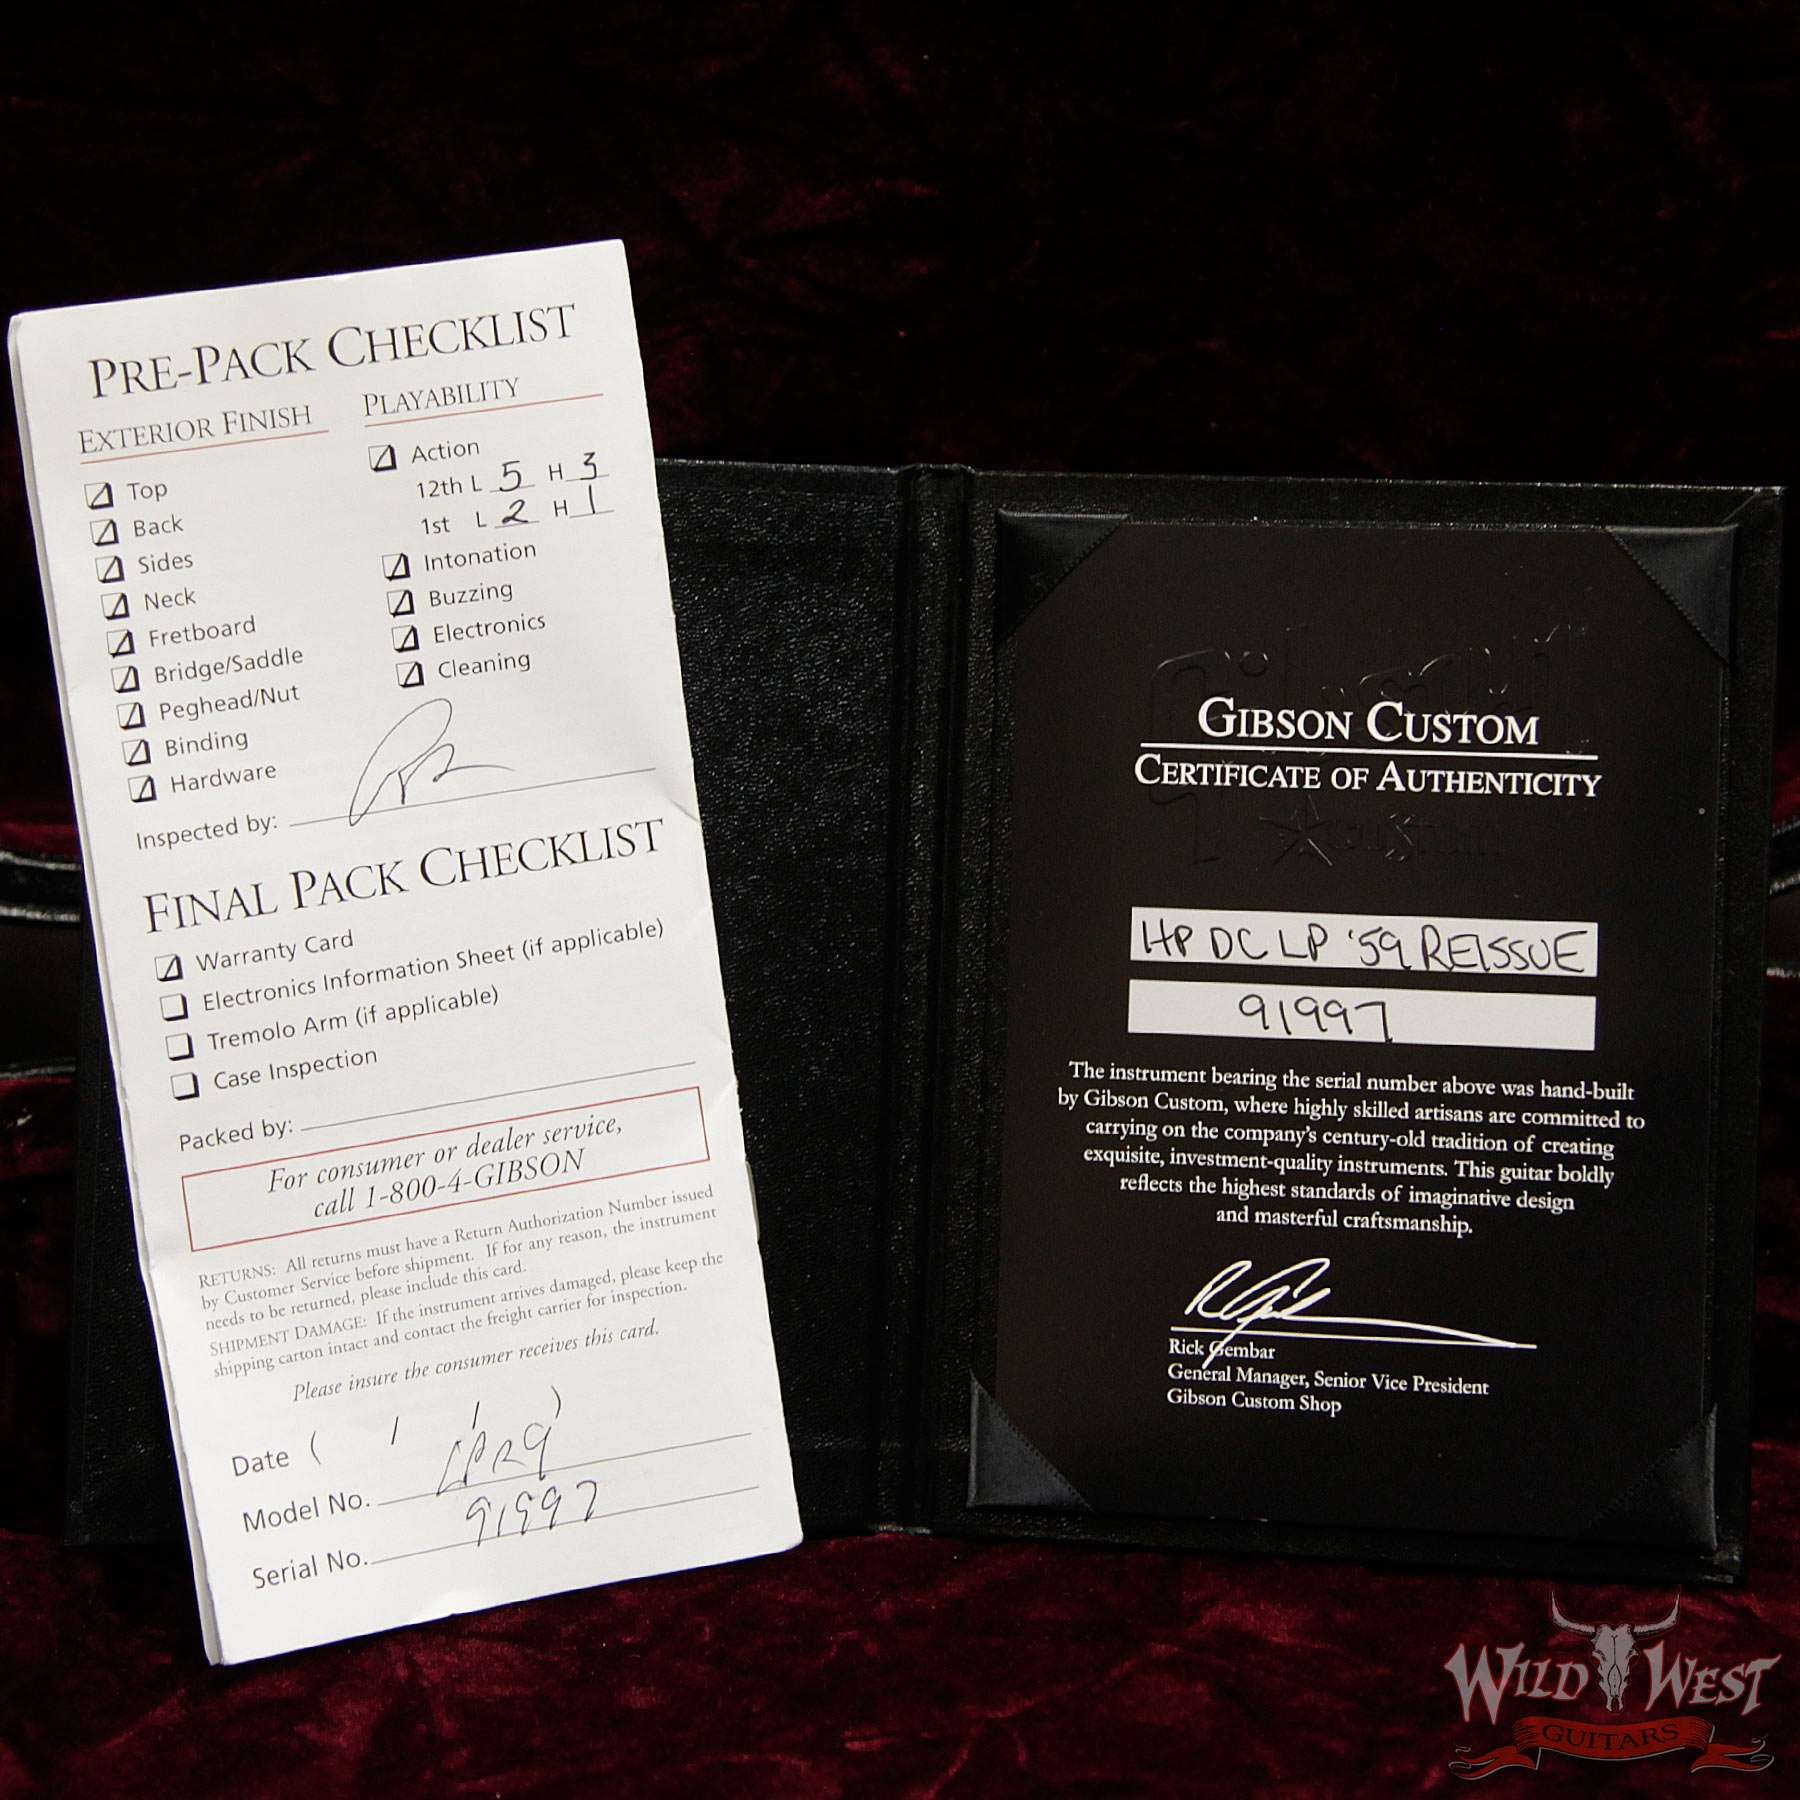 PRE-PACK CHECKLIST
EXTERIOR FINISH
Top
Back
Sides
Neck
Fretboard
Bridge/Saddle
Peghead/Nut
Binding
Hardware
PLAYABILITY
Action
12th L 5 H 3
1st L 2 H 1
Intonation
Buzzing
Electronics
Cleaning
Inspected by:
FINAL PACK CHECKLIST
Warranty Card
Electronics Information Sheet (if applicable)
Tremolo Arm (if applicable)
Case Inspection
Packed by:
For consumer or dealer service,
call 1-800-4-GIBSON
RETURNS: All returns must have a Return Authorization Number issued
by Customer Service before shipment. If for any reason, the instrument
needs to be returned, please include this card.
SHIPMENT DAMAGE: If the instrument arrives damaged, please keep the
shipping carton intact and contact the freight carrier for inspection.
Please insure the consumer receives this card.
Date ( / / )
Model No. LPR9
Serial No. 91997
GIBSON CUSTOM
CERTIFICATE OF AUTHENTICITY
custom
HP DC LP '59 REISSUE
91997
The instrument bearing the serial number above was hand-built
by Gibson Custom, where highly skilled artisans are committed to
carrying on the company's century-old tradition of creating
exquisite, investment-quality instruments. This guitar boldly
reflects the highest standards of imaginative design
and masterful craftsmanship.
Rick Gembar
General Manager, Senior Vice President
Gibson Custom Shop
WILD WEST
GUITARS